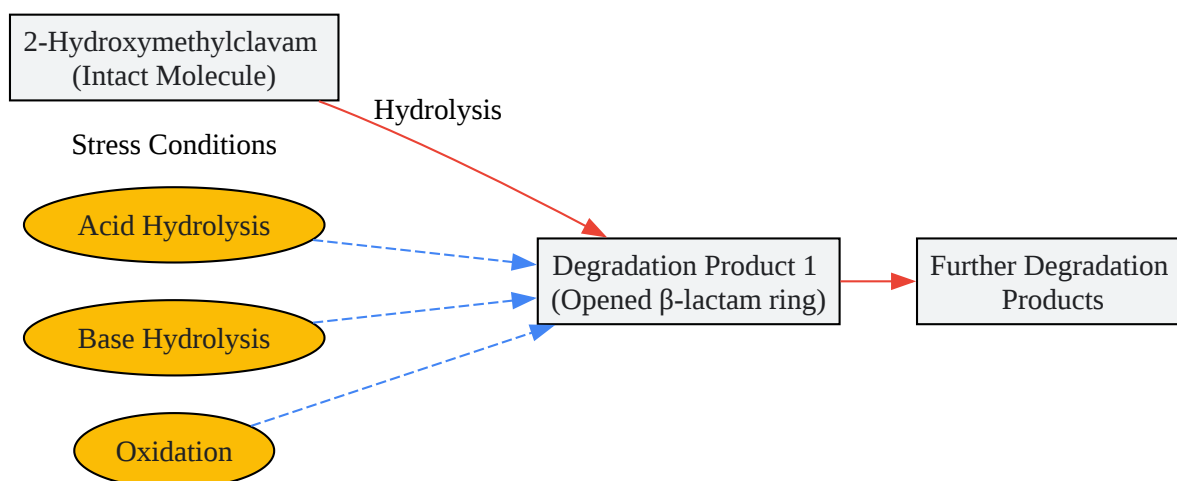 2-Hydroxymethylclavam
(Intact Molecule)
Hydrolysis
Stress Conditions
Acid Hydrolysis
Base Hydrolysis
Oxidation
Degradation Product 1
(Opened β-lactam ring)
Further Degradation
Products